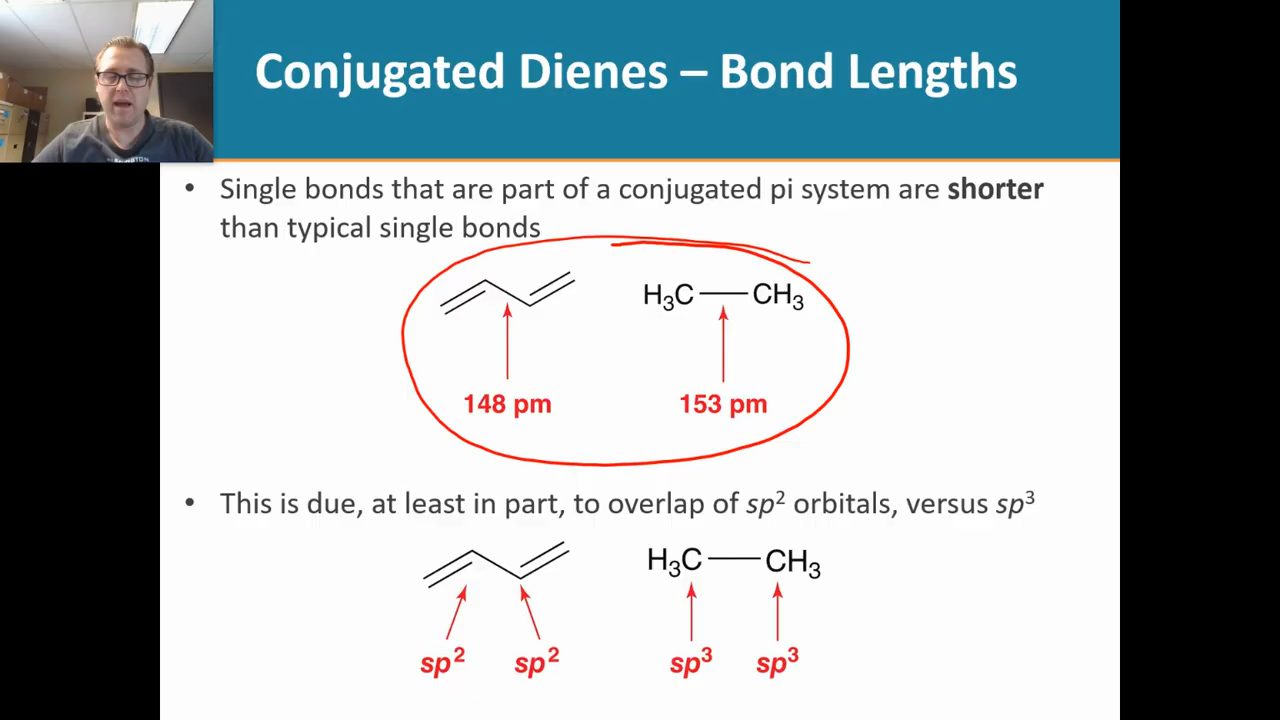 Conjugated Dienes – Bond Lengths
• Single bonds that are part of a conjugated pi system are shorter
than typical single bonds
H₃C CH₃
148 pm 153 pm
• This is due, at least in part, to overlap of sp² orbitals, versus sp³
H₃C CH₃
sp² sp² sp³ sp³